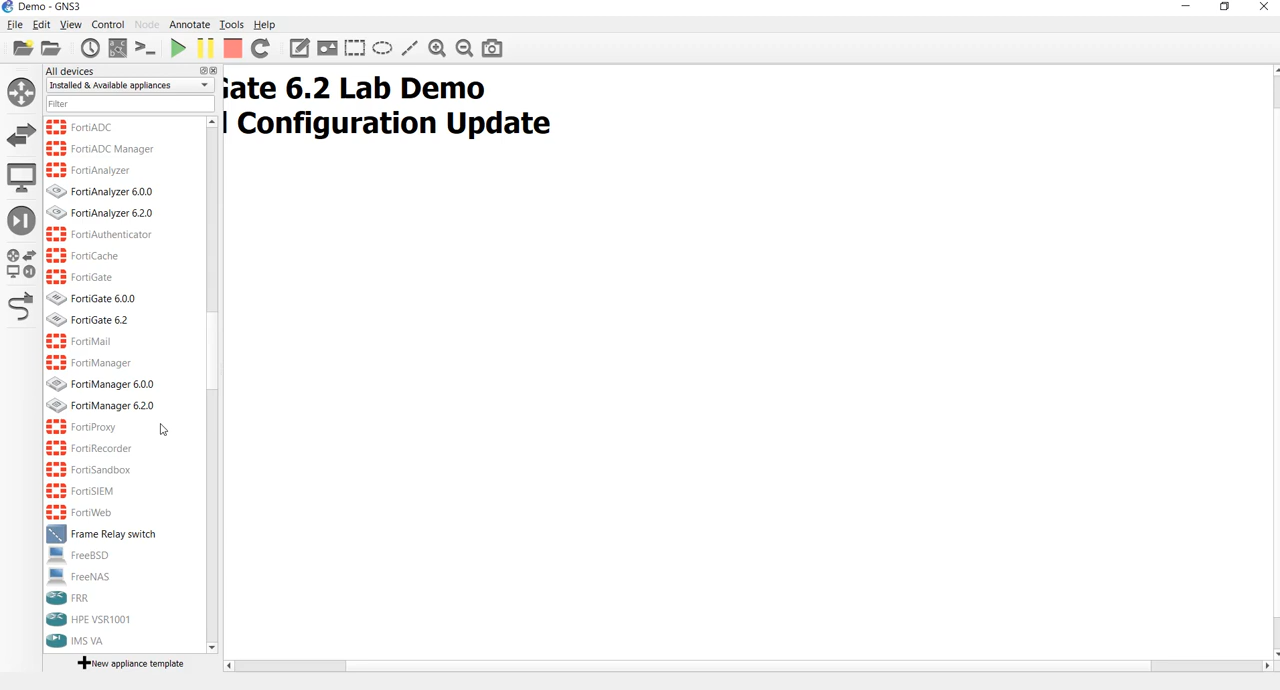 Demo - GNS3
File Edit View Control Node Annotate Tools Help
All devices
Installed & Available appliances
Filter
FortiADC
FortiADC Manager
FortiAnalyzer
FortiAnalyzer 6.0.0
FortiAnalyzer 6.2.0
FortiAuthenticator
FortiCache
FortiGate
FortiGate 6.0.0
FortiGate 6.2
FortiMail
FortiManager
FortiManager 6.0.0
FortiManager 6.2.0
FortiProxy
FortiRecorder
FortiSandbox
FortiSIEM
FortiWeb
Frame Relay switch
FreeBSD
FreeNAS
FRR
HPE VSR1001
IMS VA
New appliance template
Gate 6.2 Lab Demo
Configuration Update